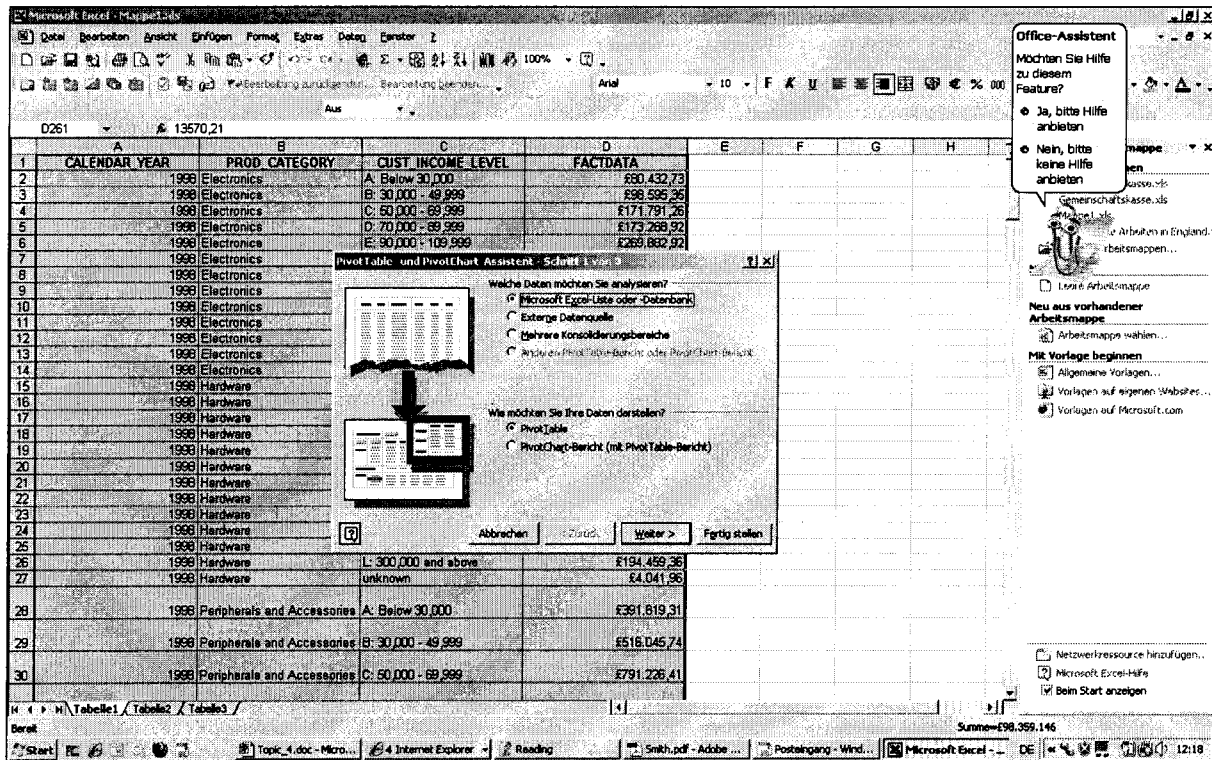 Microsoft Excel - Mappe1.xls
Datei Bearbeiten Ansicht Einfügen Format Extras Daten Fenster ?
100%
Bearbeitung beenden...
Arial 10 F K U % 000
Aus
D261 13570,21
A B C D E F G H
1 CALENDAR_YEAR PROD_CATEGORY CUST_INCOME_LEVEL FACTDATA
2 1998 Electronics A: Below 30,000 £80.432,73
3 1998 Electronics B: 30,000 - 49,999
4 1998 Electronics C: 50,000 - 69,999 £171.791,26
5 1998 Electronics D: 70,000 - 89,999 £173.268,92
6 1998 Electronics E: 90,000 - 109,999 £269.882,92
7 1998 Electronics
8 1998 Electronics
9 1998 Electronics
10 1998 Electronics
11 1998 Electronics
12 1998 Electronics
13 1998 Electronics
14 1998 Electronics
15 1998 Hardware
16 1998 Hardware
17 1998 Hardware
18 1998 Hardware
19 1998 Hardware
20 1998 Hardware
21 1998 Hardware
22 1998 Hardware
23 1998 Hardware
24 1998 Hardware
25 1998 Hardware
26 1998 Hardware L: 300,000 and above £194.459,36
27 1998 Hardware unknown £4.041,96
28 1998 Peripherals and Accessories A: Below 30,000 £391.819,31
29 1998 Peripherals and Accessories B: 30,000 - 49,999 £516.045,74
30 1998 Peripherals and Accessories C: 50,000 - 69,999 £791.226,41
PivotTable- und PivotChart-Assistent - Schritt 1 von 3
Welche Daten möchten Sie analysieren?
Microsoft Excel-Liste oder -Datenbank
Externe Datenquelle
Mehrere Konsolidierungsbereiche
Anderen PivotTable-Bericht oder PivotChart-Bericht
Wie möchten Sie Ihre Daten darstellen?
PivotTable
PivotChart-Bericht (mit PivotTable-Bericht)
Abbrechen < Zurück Weiter > Fertig stellen
Office-Assistent
Möchten Sie Hilfe
zu diesem
Feature?
Ja, bitte Hilfe
anbieten
Nein, bitte
keine Hilfe
anbieten
mappe
Gemeinschaftskasse.xls
Mappe1.xls
Arbeiten in England.
rbeitsmappen...
Leere Arbeitsmappe
Neu aus vorhandener
Arbeitsmappe
Arbeitsmappe wählen...
Mit Vorlage beginnen
Allgemeine Vorlagen...
Vorlagen auf eigenen Websites...
Vorlagen auf Microsoft.com
Netzwerkressource hinzufügen...
Microsoft Excel-Hilfe
Beim Start anzeigen
Tabelle1 Tabelle2 Tabelle3
Bereit Summe=£98.359.146
Start Topic_4.doc - Micro... 4 Internet Explorer Reading Smith.pdf - Adobe ... Posteingang - Wind... Microsoft Excel - ... DE 12:18